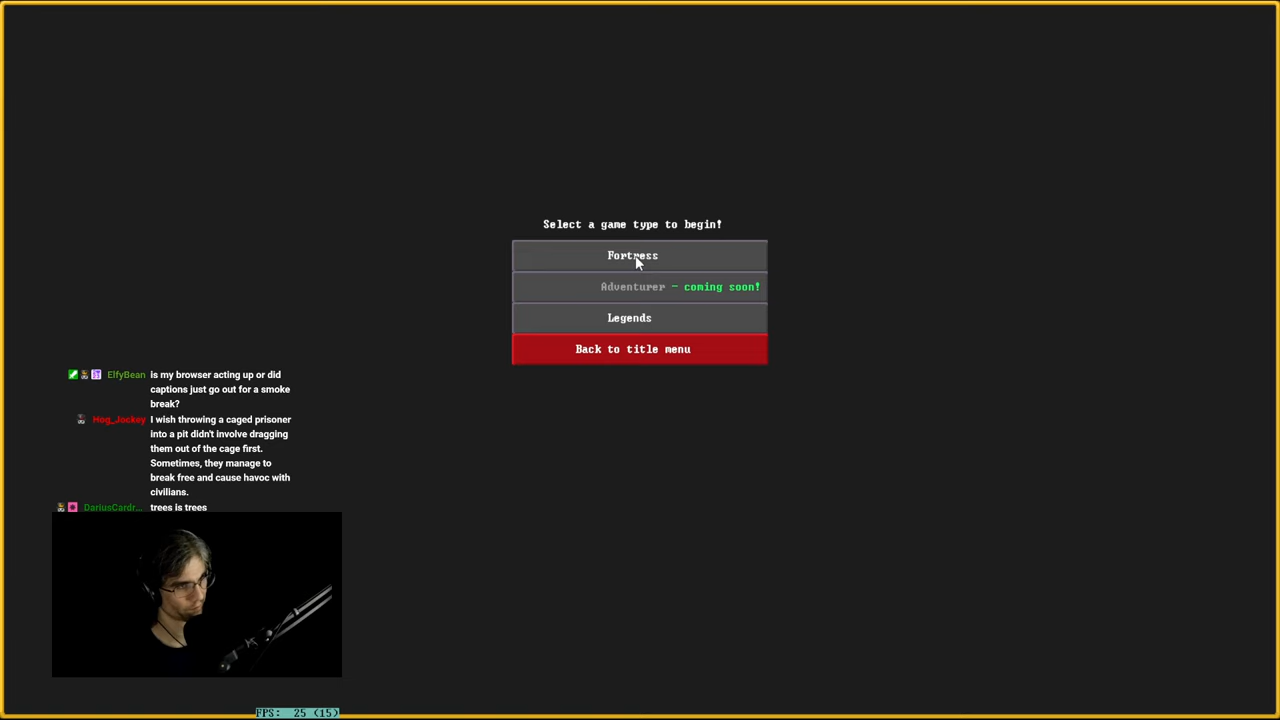 Select a game type to begin!
Fortress
Adventurer - coming soon!
Legends
Back to title menu
ElfyBean is my browser acting up or did
captions just go out for a smoke
break?
Hog_Jockey I wish throwing a caged prisoner
into a pit didn't involve dragging
them out of the cage first.
Sometimes, they manage to
break free and cause havoc with
civilians.
DariusCardr... trees is trees
FPS: 25 (15)